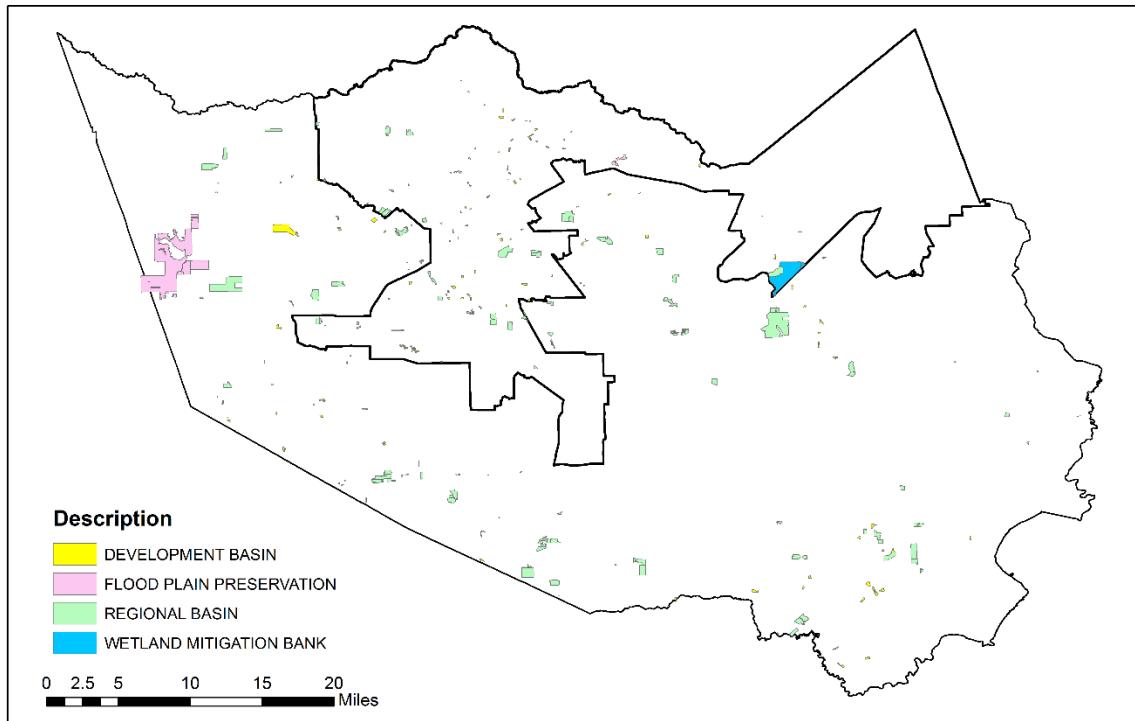 Description
DEVELOPMENT BASIN
FLOOD PLAIN PRESERVATION
REGIONAL BASIN
WETLAND MITIGATION BANK
0 2.5 5 10 15 20
Miles